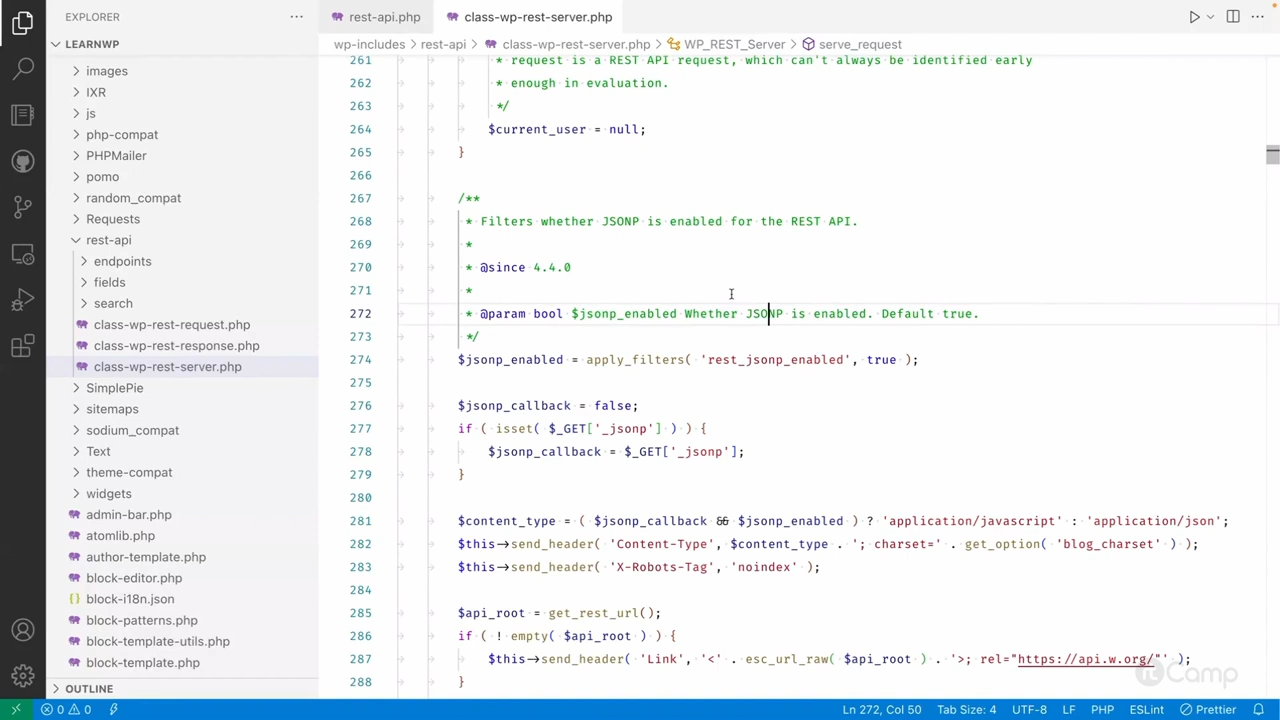 EXPLORER
LEARNWP
images
IXR
js
php-compat
PHPMailer
pomo
random_compat
Requests
rest-api
endpoints
fields
search
class-wp-rest-request.php
class-wp-rest-response.php
class-wp-rest-server.php
SimplePie
sitemaps
sodium_compat
Text
theme-compat
widgets
admin-bar.php
atomlib.php
author-template.php
block-editor.php
block-i18n.json
block-patterns.php
block-template-utils.php
block-template.php
OUTLINE
rest-api.php
class-wp-rest-server.php
wp-includes > rest-api > class-wp-rest-server.php > WP_REST_Server > serve_request
261 * request is a REST API request, which can't always be identified early
262 * enough in evaluation.
263 */
264 $current_user = null;
265 }
266
267 /**
268 * Filters whether JSONP is enabled for the REST API.
269 *
270 * @since 4.4.0
271 *
272 * @param bool $jsonp_enabled Whether JSONP is enabled. Default true.
273 */
274 $jsonp_enabled = apply_filters( 'rest_jsonp_enabled', true );
275
276 $jsonp_callback = false;
277 if ( isset( $_GET['_jsonp'] ) ) {
278 $jsonp_callback = $_GET['_jsonp'];
279 }
280
281 $content_type = ( $jsonp_callback && $jsonp_enabled ) ? 'application/javascript' : 'application/json';
282 $this->send_header( 'Content-Type', $content_type . '; charset=' . get_option( 'blog_charset' ) );
283 $this->send_header( 'X-Robots-Tag', 'noindex' );
284
285 $api_root = get_rest_url();
286 if ( ! empty( $api_root ) ) {
287 $this->send_header( 'Link', '<' . esc_url_raw( $api_root ) . '>; rel="https://api.w.org/"' );
288 }
rtCamp
0 0 Ln 272, Col 50 Tab Size: 4 UTF-8 LF PHP ESLint Prettier